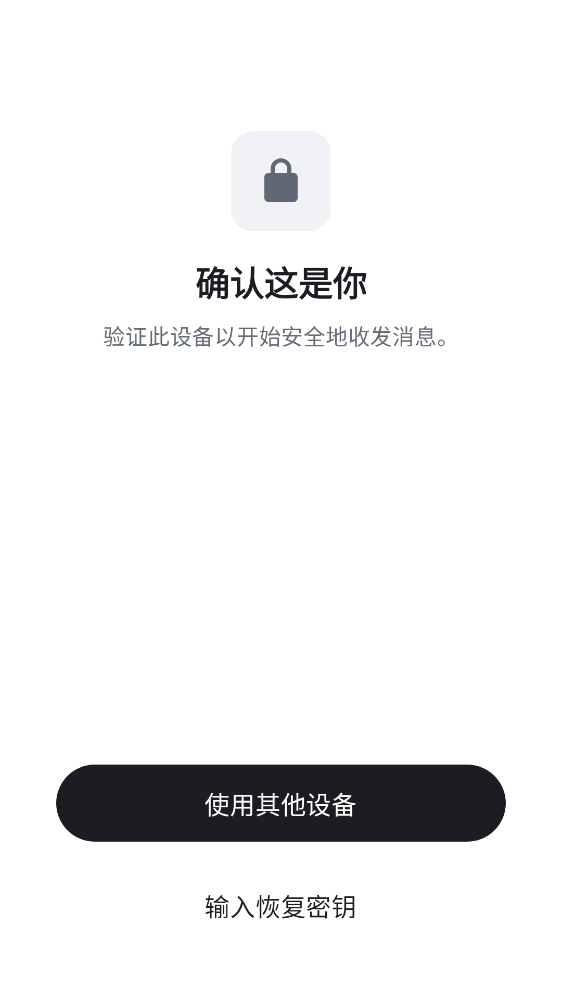 确认这是你
验证此设备以开始安全地收发消息。
使用其他设备
输入恢复密钥